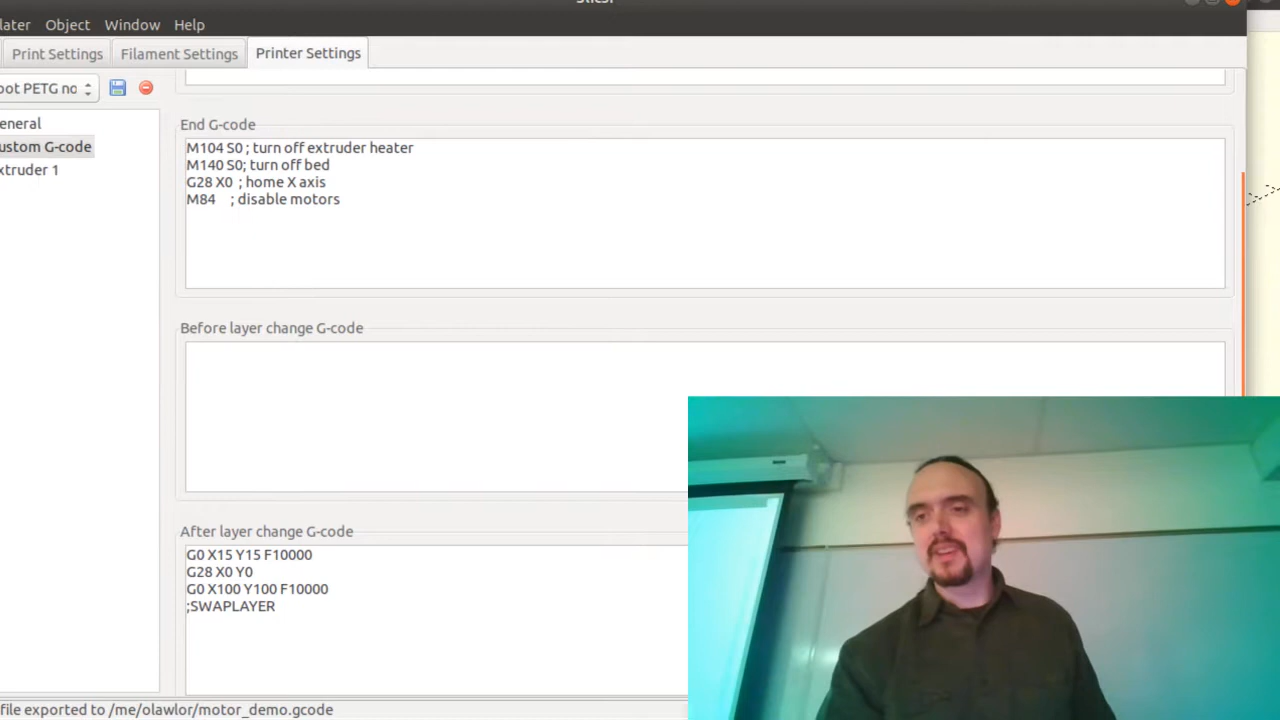 later Object Window Help
Print Settings Filament Settings Printer Settings
oot PETG no
eneral
ustom G-code
xtruder 1
End G-code
M104 S0 ; turn off extruder heater
M140 S0; turn off bed
G28 X0 ; home X axis
M84 ; disable motors
Before layer change G-code
After layer change G-code
G0 X15 Y15 F10000
G28 X0 Y0
G0 X100 Y100 F10000
;SWAPLAYER
file exported to /me/olawlor/motor_demo.gcode